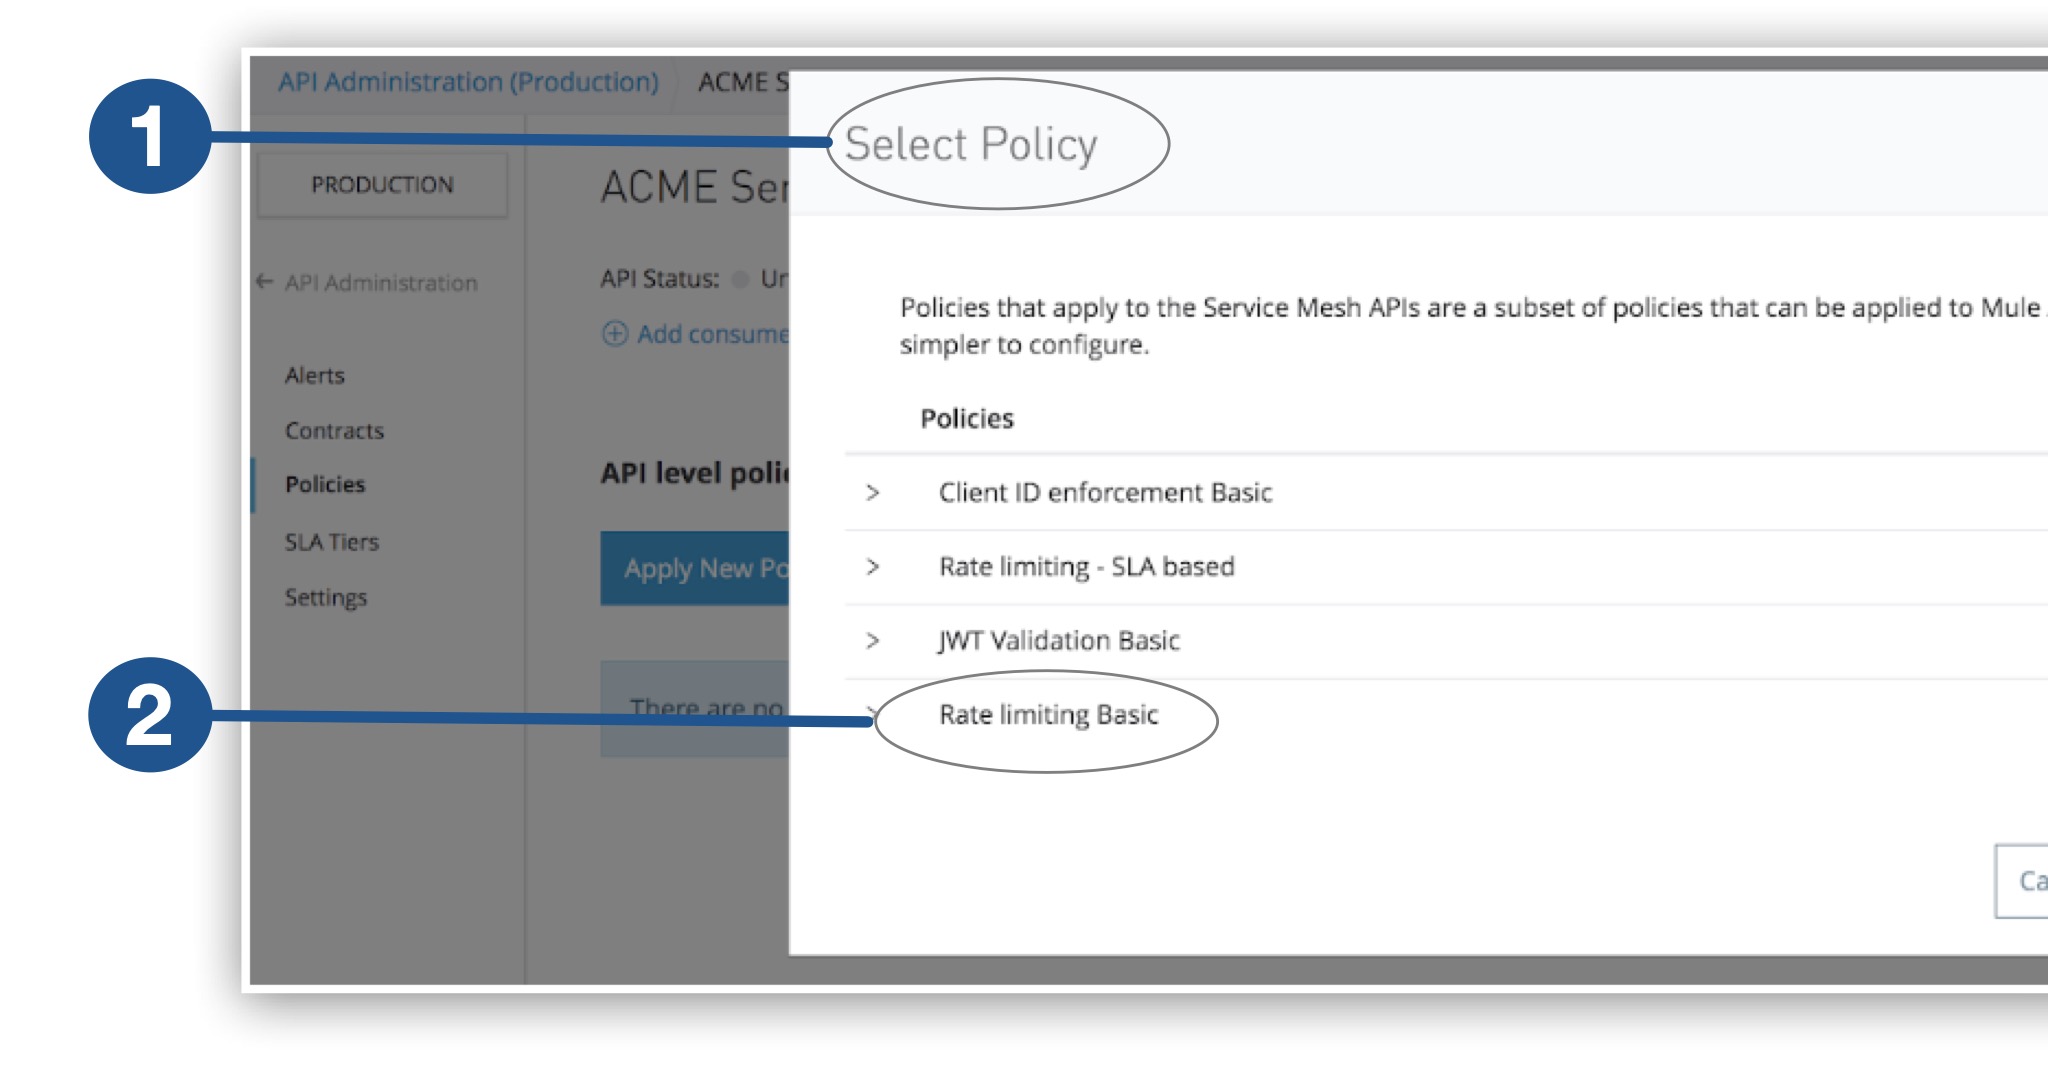 API Administration (Production) ACME S
1
Select Policy
PRODUCTION
ACME Ser
API Administration
API Status: Un
Add consume
Policies that apply to the Service Mesh APIs are a subset of policies that can be applied to Mule
simpler to configure.
Alerts
Policies
Contracts
API level polic
Policies
Client ID enforcement Basic
SLA Tiers
Apply New Po
Rate limiting - SLA based
Settings
JWT Validation Basic
2
There are no
Rate limiting Basic
Ca